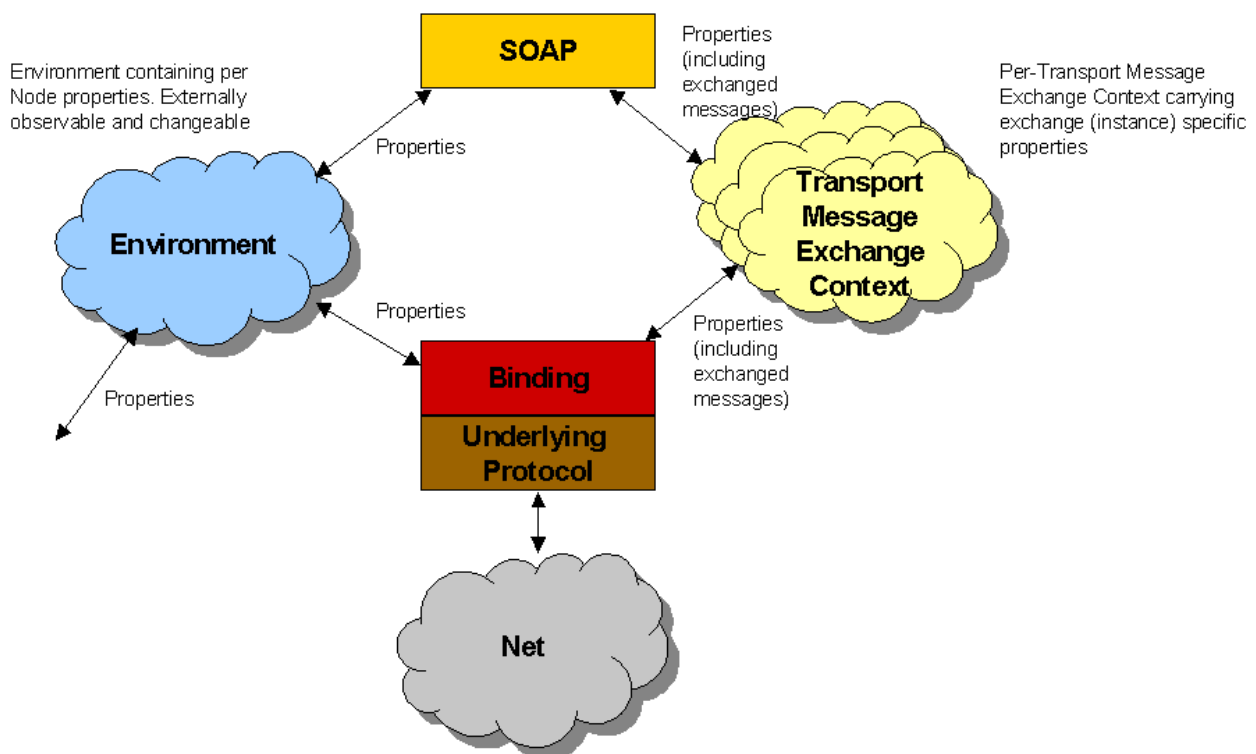 SOAP
Properties
(including
exchanged
messages)
Environment containing per
Node properties. Externally
observable and changeable
Per-Transport Message
Exchange Context carrying
exchange (instance) specific
properties
Properties
Transport
Message
Exchange
Context
Environment
Properties
Properties
(including
exchanged
messages)
Binding
Properties
Underlying
Protocol
Net